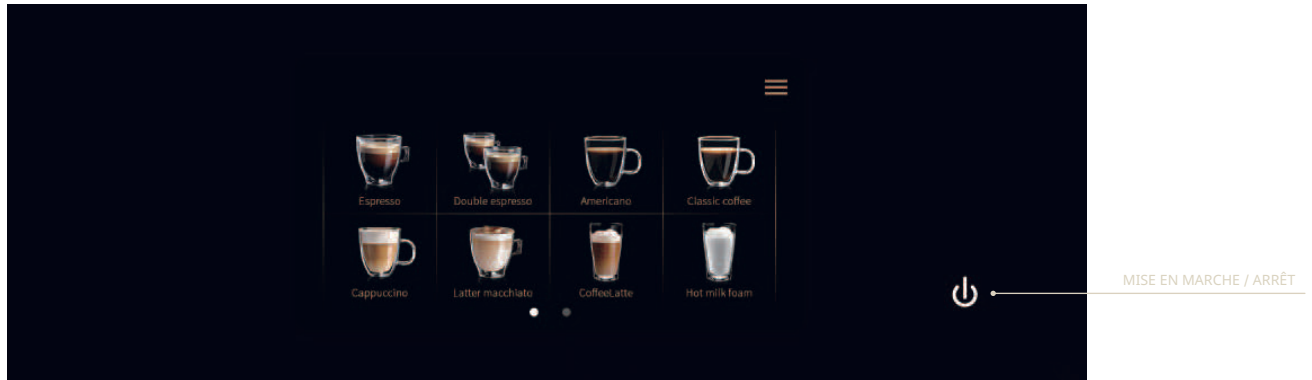 Espresso
Double espresso
Americano
Classic coffee
Cappuccino
Latter macchiato
CoffeeLatte
Hot milk foam
MISE EN MARCHE / ARRÊT